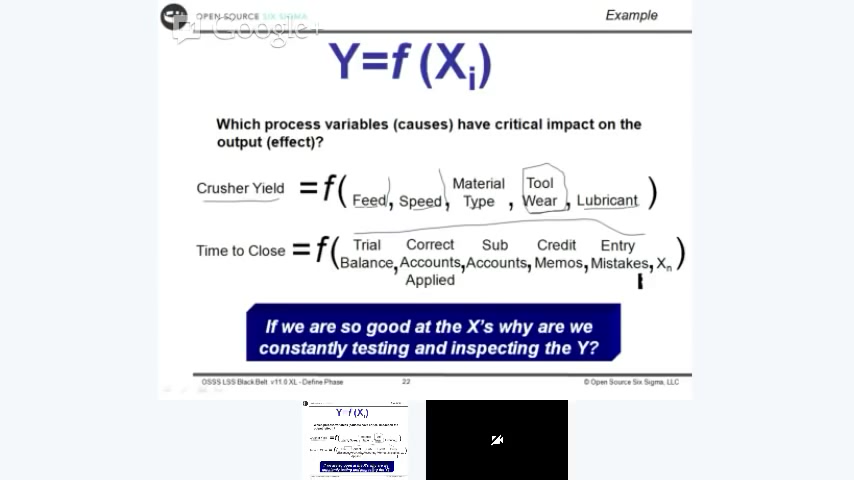 OPEN SOURCE SIX SIGMA
Google+
Example
Y=f (Xi)
Which process variables (causes) have critical impact on the
output (effect)?
Crusher Yield = f ( Feed, Speed, Material Type, Tool Wear, Lubricant )
Time to Close = f ( Trial Balance, Correct Accounts Applied, Sub Accounts, Credit Memos, Entry Mistakes, Xn )
If we are so good at the X's why are we
constantly testing and inspecting the Y?
OSSS LSS Black Belt v11.0 XL - Define Phase
22
© Open Source Six Sigma, LLC
Y=f (Xi)